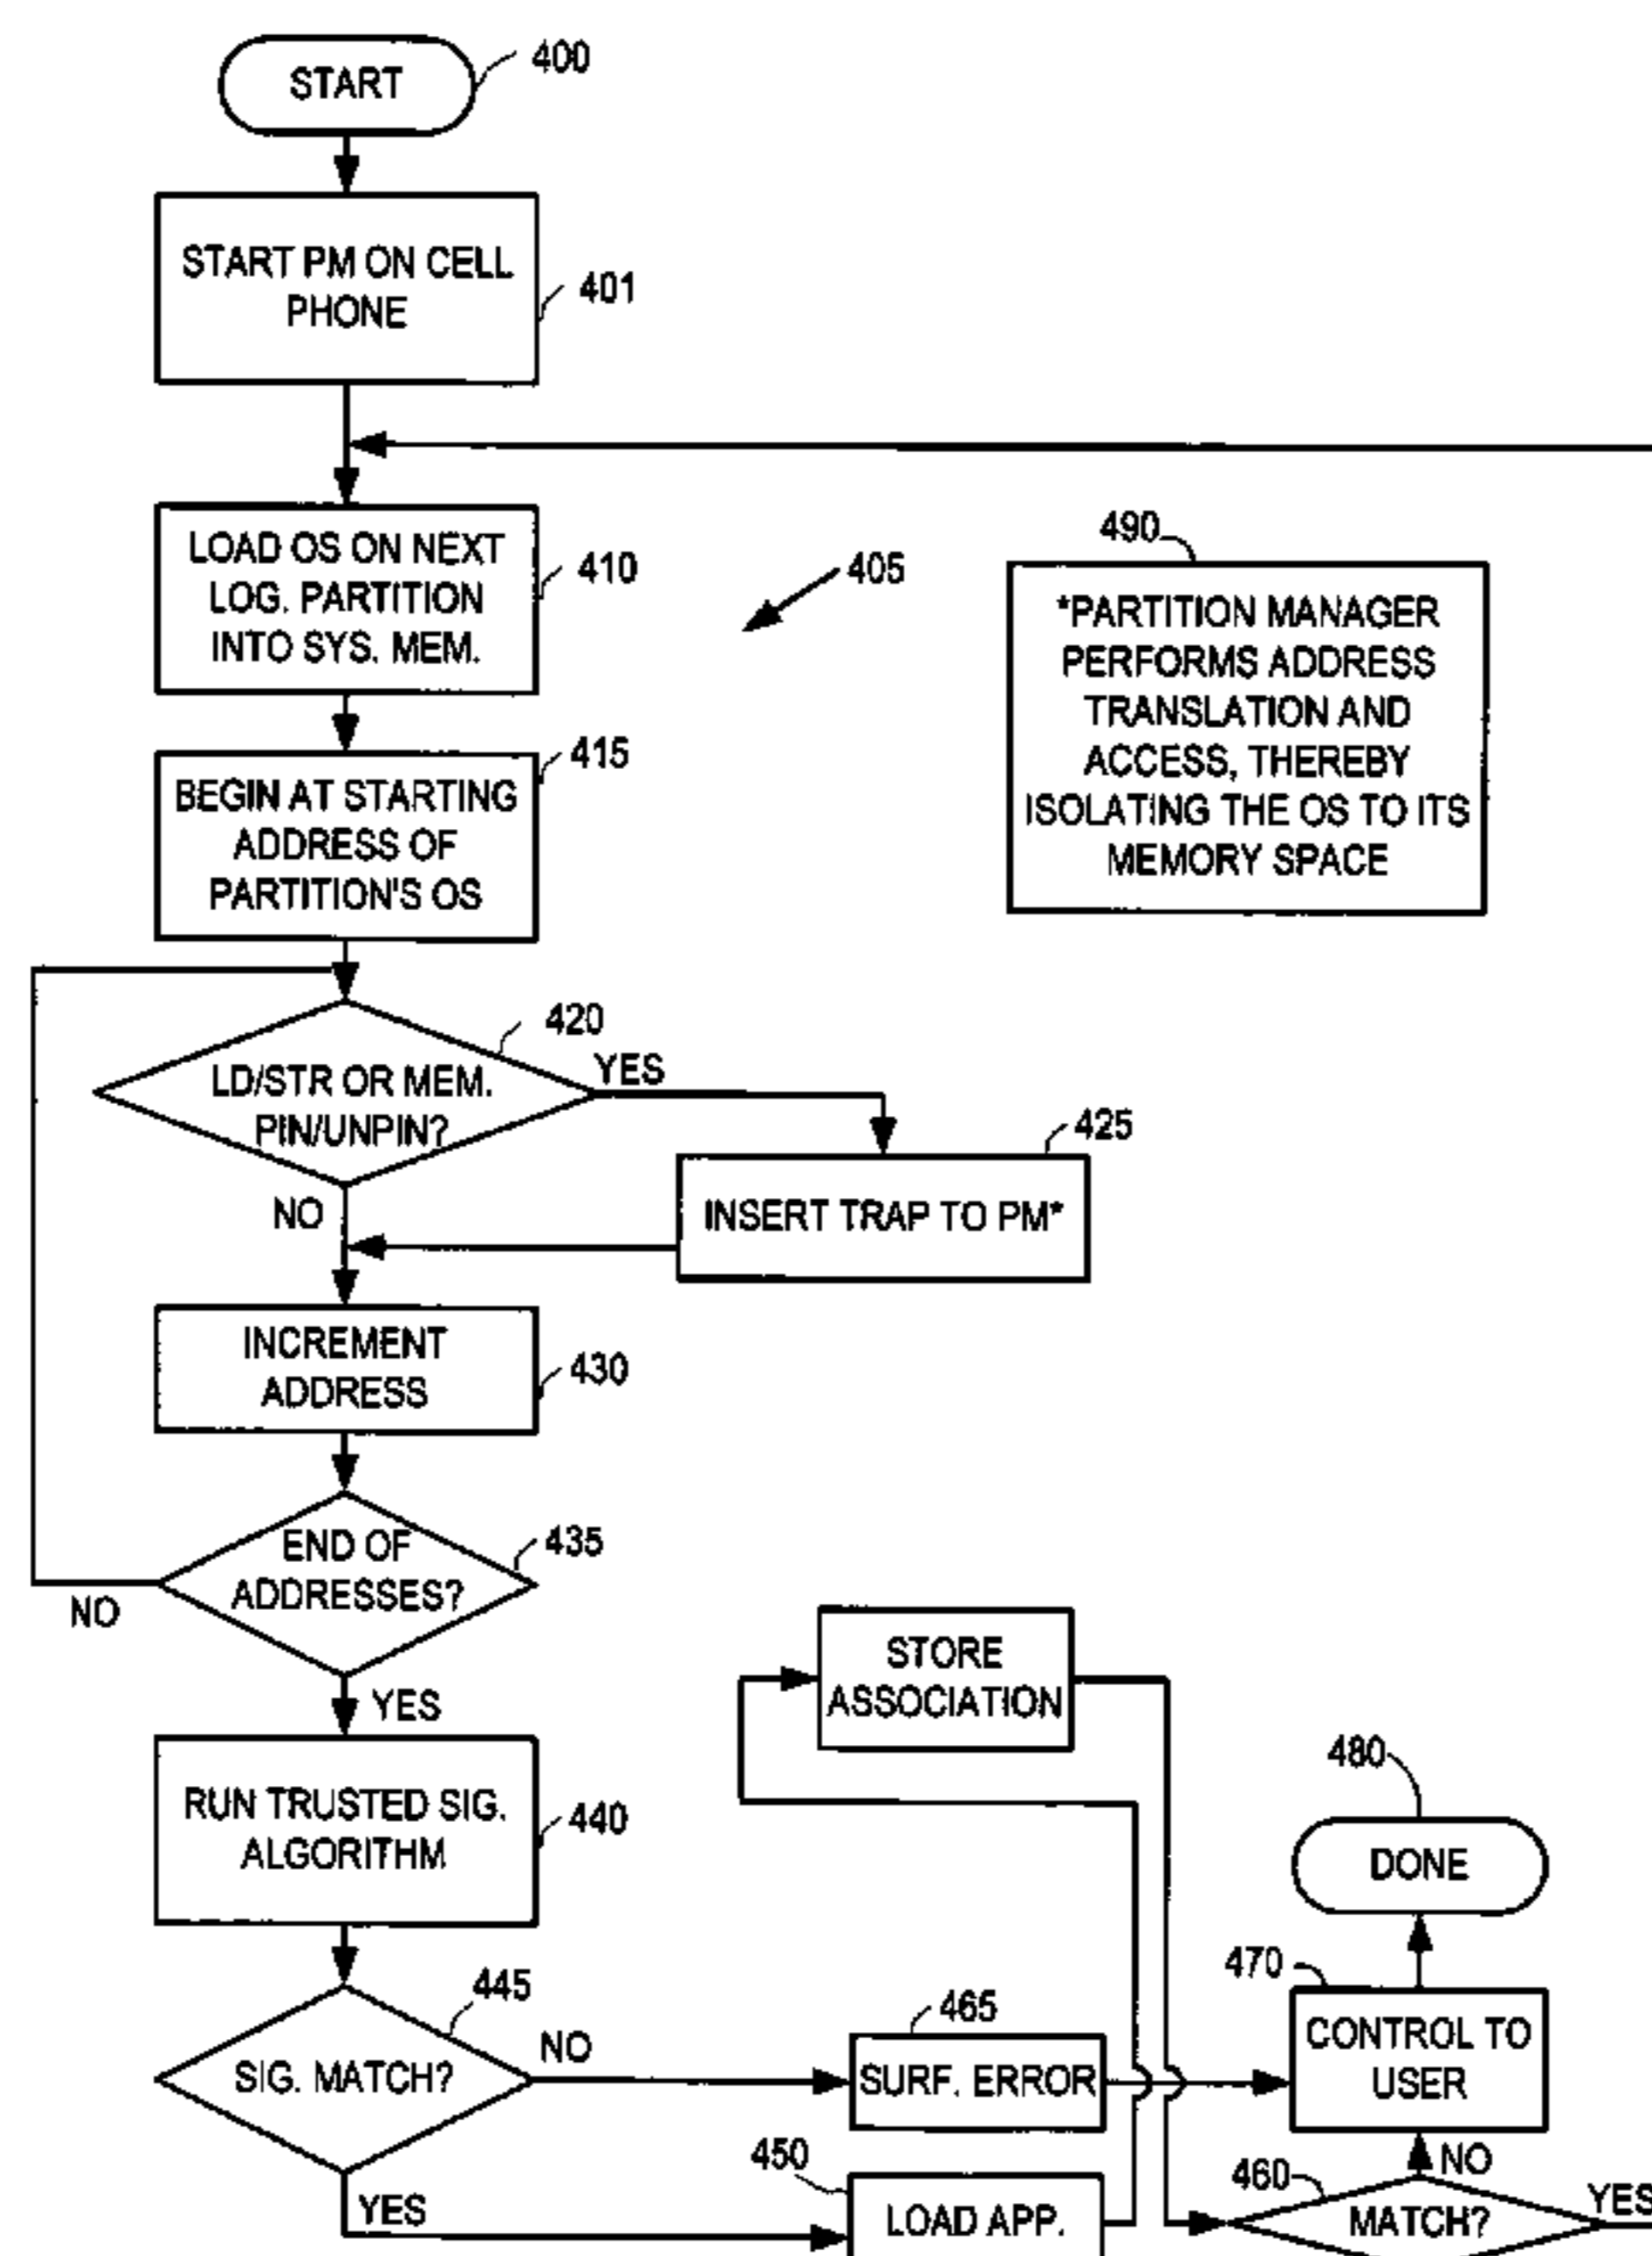 START
400
START PM ON CELL
PHONE
401
LOAD OS ON NEXT
LOG. PARTITION
INTO SYS. MEM.
410
405
490
*PARTITION MANAGER
PERFORMS ADDRESS
TRANSLATION AND
ACCESS, THEREBY
ISOLATING THE OS TO ITS
MEMORY SPACE
BEGIN AT STARTING
ADDRESS OF
PARTITION'S OS
415
LD/STR OR MEM.
PIN/UNPIN?
420
YES
NO
425
INSERT TRAP TO PM*
INCREMENT
ADDRESS
430
END OF
ADDRESSES?
435
NO
YES
RUN TRUSTED SIG.
ALGORITHM
440
STORE
ASSOCIATION
480
DONE
SIG. MATCH?
445
NO
YES
465
SURF. ERROR
470
CONTROL TO
USER
450
LOAD APP.
460
MATCH?
NO
YES